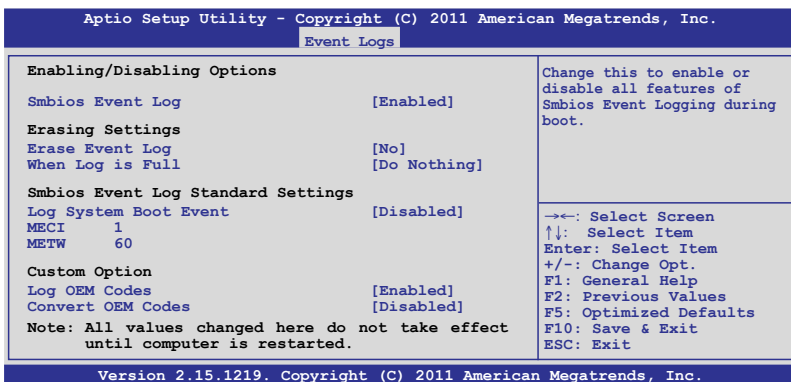 Aptio Setup Utility - Copyright (C) 2011 American Megatrends, Inc.
Event Logs
Enabling/Disabling Options
Smbios Event Log [Enabled]
Erasing Settings
Erase Event Log [No]
When Log is Full [Do Nothing]
Smbios Event Log Standard Settings
Log System Boot Event [Disabled]
MECI 1
METW 60
Custom Option
Log OEM Codes [Enabled]
Convert OEM Codes [Disabled]
Note: All values changed here do not take effect
until computer is restarted.
Change this to enable or
disable all features of
Smbios Event Logging during
boot.
→←: Select Screen
↑↓: Select Item
Enter: Select Item
+/-: Change Opt.
F1: General Help
F2: Previous Values
F5: Optimized Defaults
F10: Save & Exit
ESC: Exit
Version 2.15.1219. Copyright (C) 2011 American Megatrends, Inc.